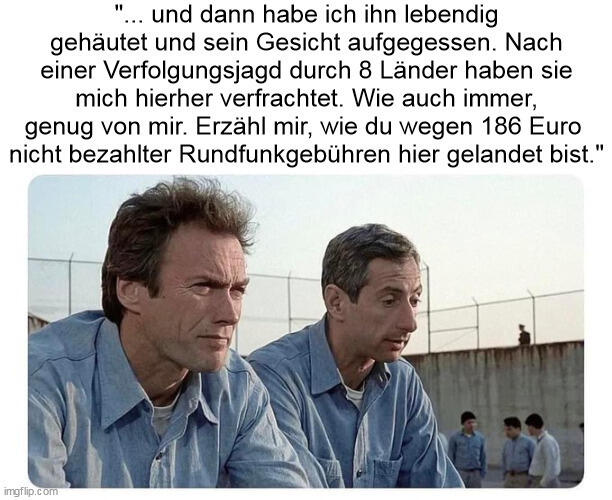 "... und dann habe ich ihn lebendig
gehäutet und sein Gesicht aufgegessen. Nach
einer Verfolgungsjagd durch 8 Länder haben sie
mich hierher verfrachtet. Wie auch immer,
genug von mir. Erzähl mir, wie du wegen 186 Euro
nicht bezahlter Rundfunkgebühren hier gelandet bist."
imgflip.com